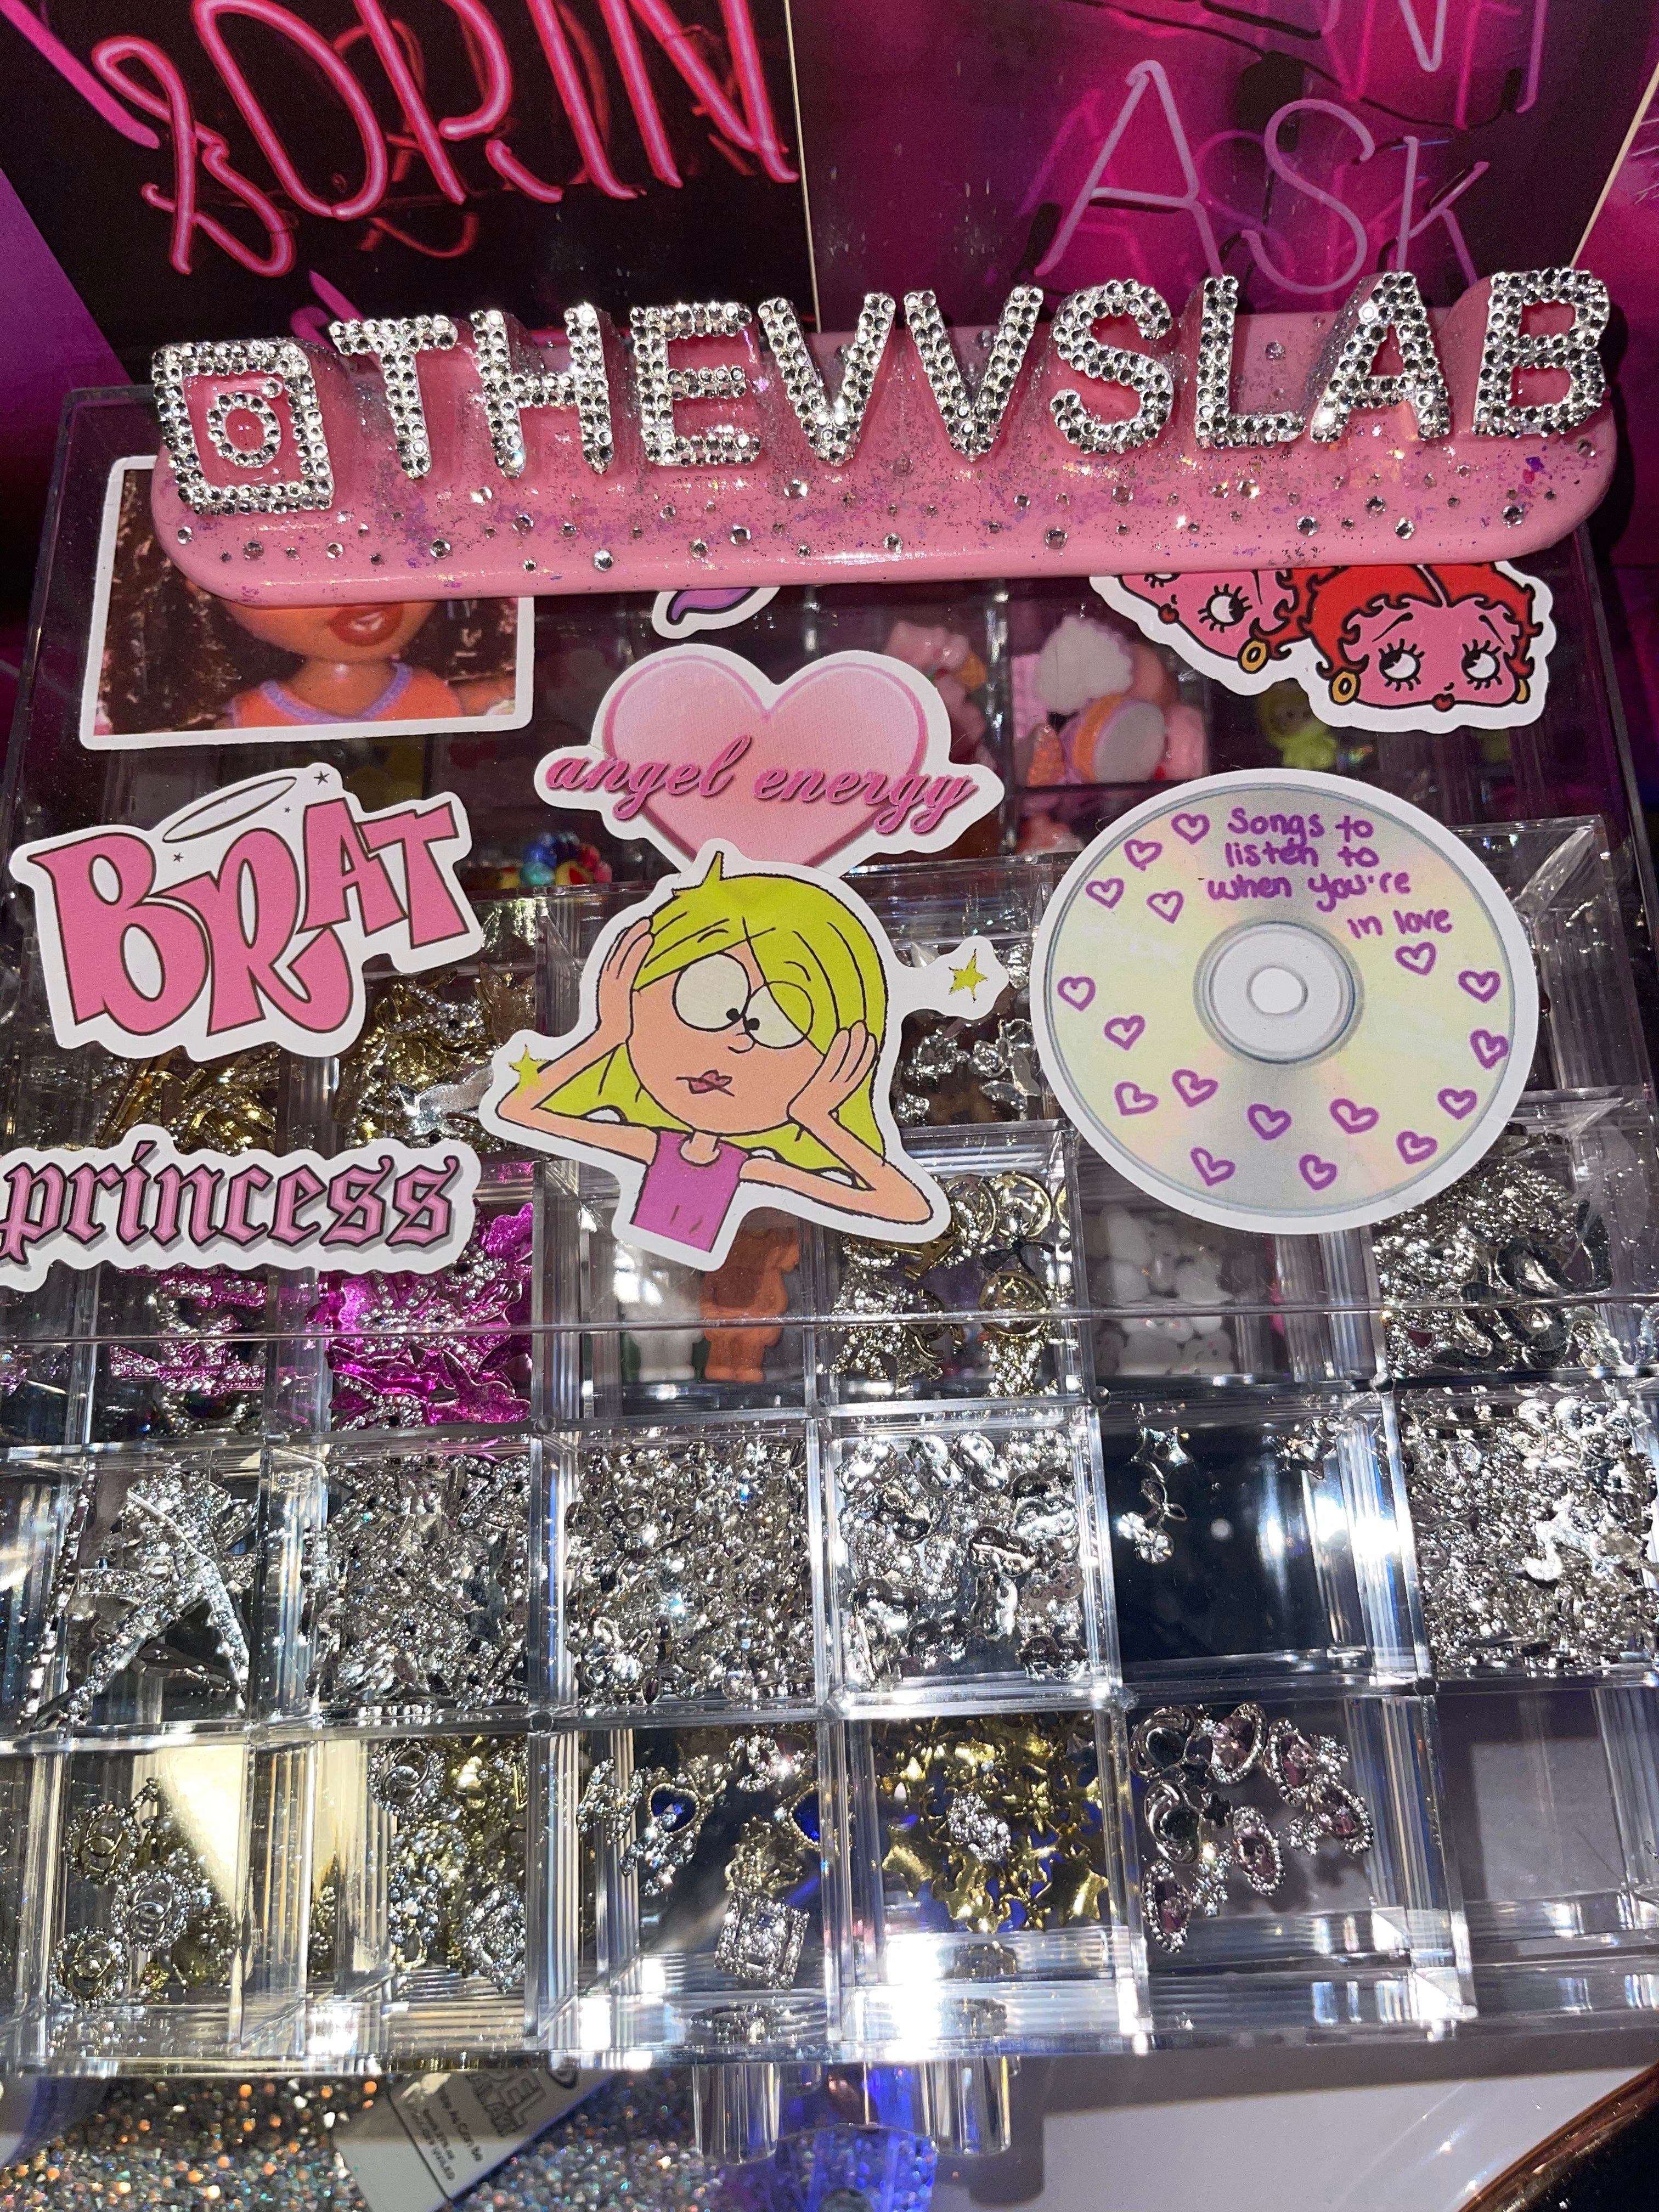 ASK
THEVVSLAB
angel energy
BRAT
Songs to
listen to
when you're
in love
princess